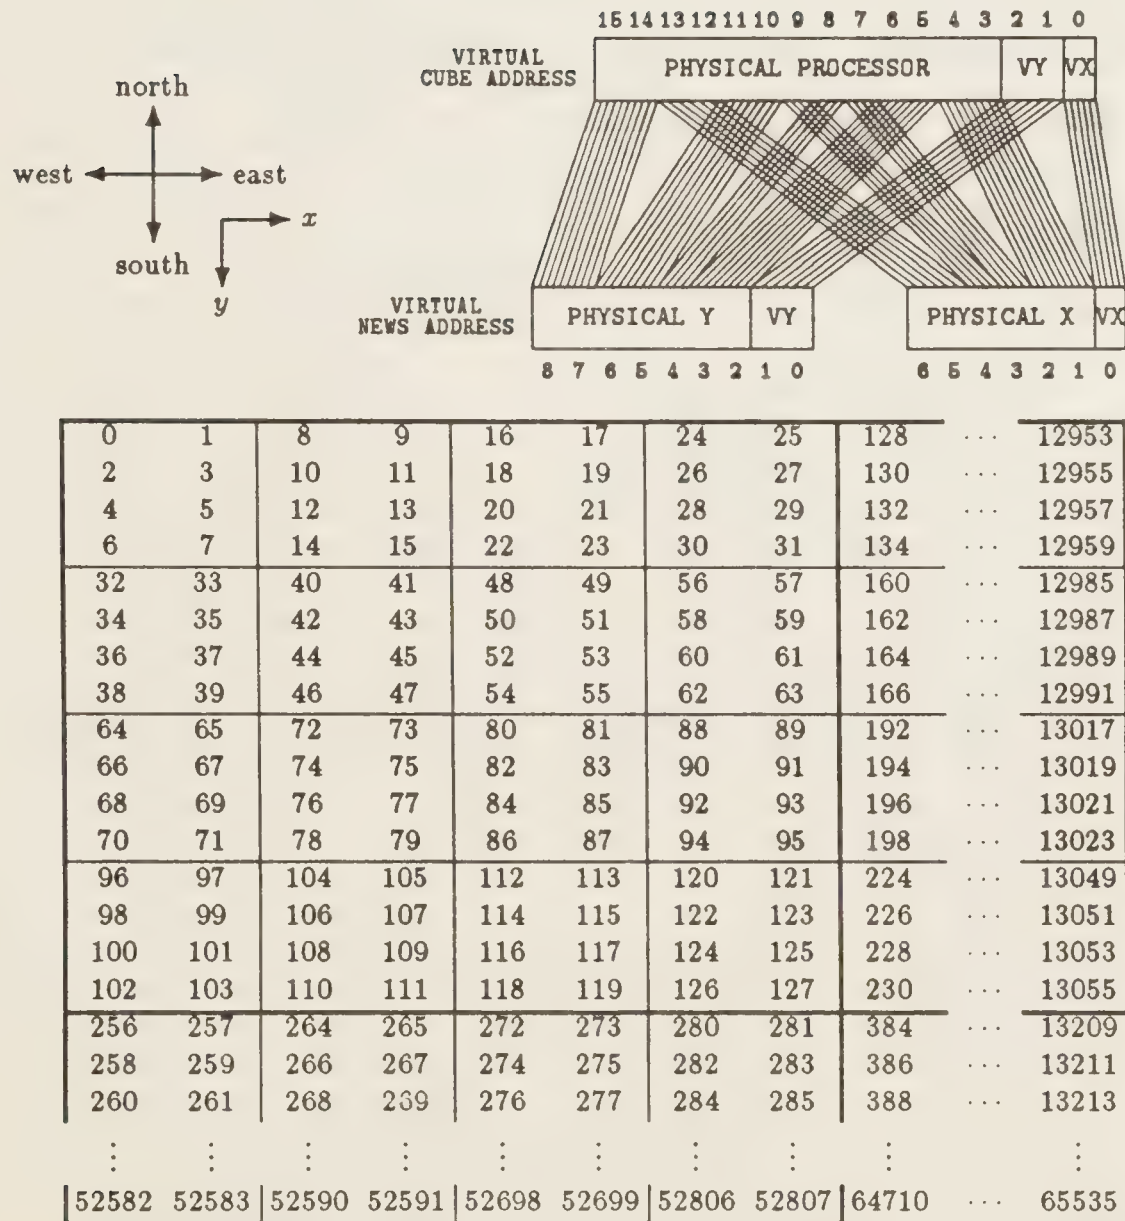 15 14 13 12 11 10 9 8 7 6 5 4 3 2 1 0
VIRTUAL
CUBE ADDRESS
PHYSICAL PROCESSOR VY VX
north
west east
x
south
y
VIRTUAL
NEWS ADDRESS
PHYSICAL Y VY PHYSICAL X VX
8 7 6 5 4 3 2 1 0 6 5 4 3 2 1 0
0 1 8 9 16 17 24 25 128 ··· 12953
2 3 10 11 18 19 26 27 130 ··· 12955
4 5 12 13 20 21 28 29 132 ··· 12957
6 7 14 15 22 23 30 31 134 ··· 12959
32 33 40 41 48 49 56 57 160 ··· 12985
34 35 42 43 50 51 58 59 162 ··· 12987
36 37 44 45 52 53 60 61 164 ··· 12989
38 39 46 47 54 55 62 63 166 ··· 12991
64 65 72 73 80 81 88 89 192 ··· 13017
66 67 74 75 82 83 90 91 194 ··· 13019
68 69 76 77 84 85 92 93 196 ··· 13021
70 71 78 79 86 87 94 95 198 ··· 13023
96 97 104 105 112 113 120 121 224 ··· 13049
98 99 106 107 114 115 122 123 226 ··· 13051
100 101 108 109 116 117 124 125 228 ··· 13053
102 103 110 111 118 119 126 127 230 ··· 13055
256 257 264 265 272 273 280 281 384 ··· 13209
258 259 266 267 274 275 282 283 386 ··· 13211
260 261 268 269 276 277 284 285 388 ··· 13213
⋮ ⋮ ⋮ ⋮ ⋮ ⋮ ⋮ ⋮ ⋮ ⋮
52582 52583 52590 52591 52698 52699 52806 52807 64710 ··· 65535